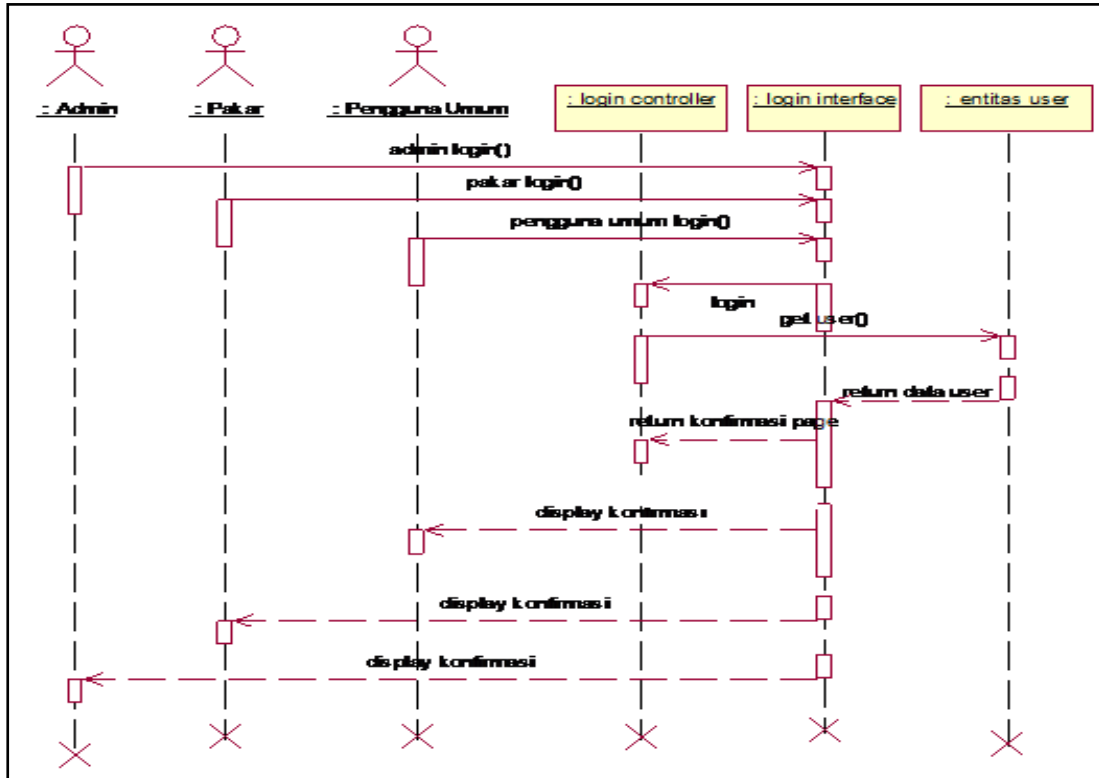 : Admin
: Pakar
: Pengguna Umum
: login controller
: login interface
: entitas user
admin login()
pakar login()
pengguna umum login()
login
get user()
return data user
return konfirmasi page
display konfirmasi
display konfirmasi
display konfirmasi